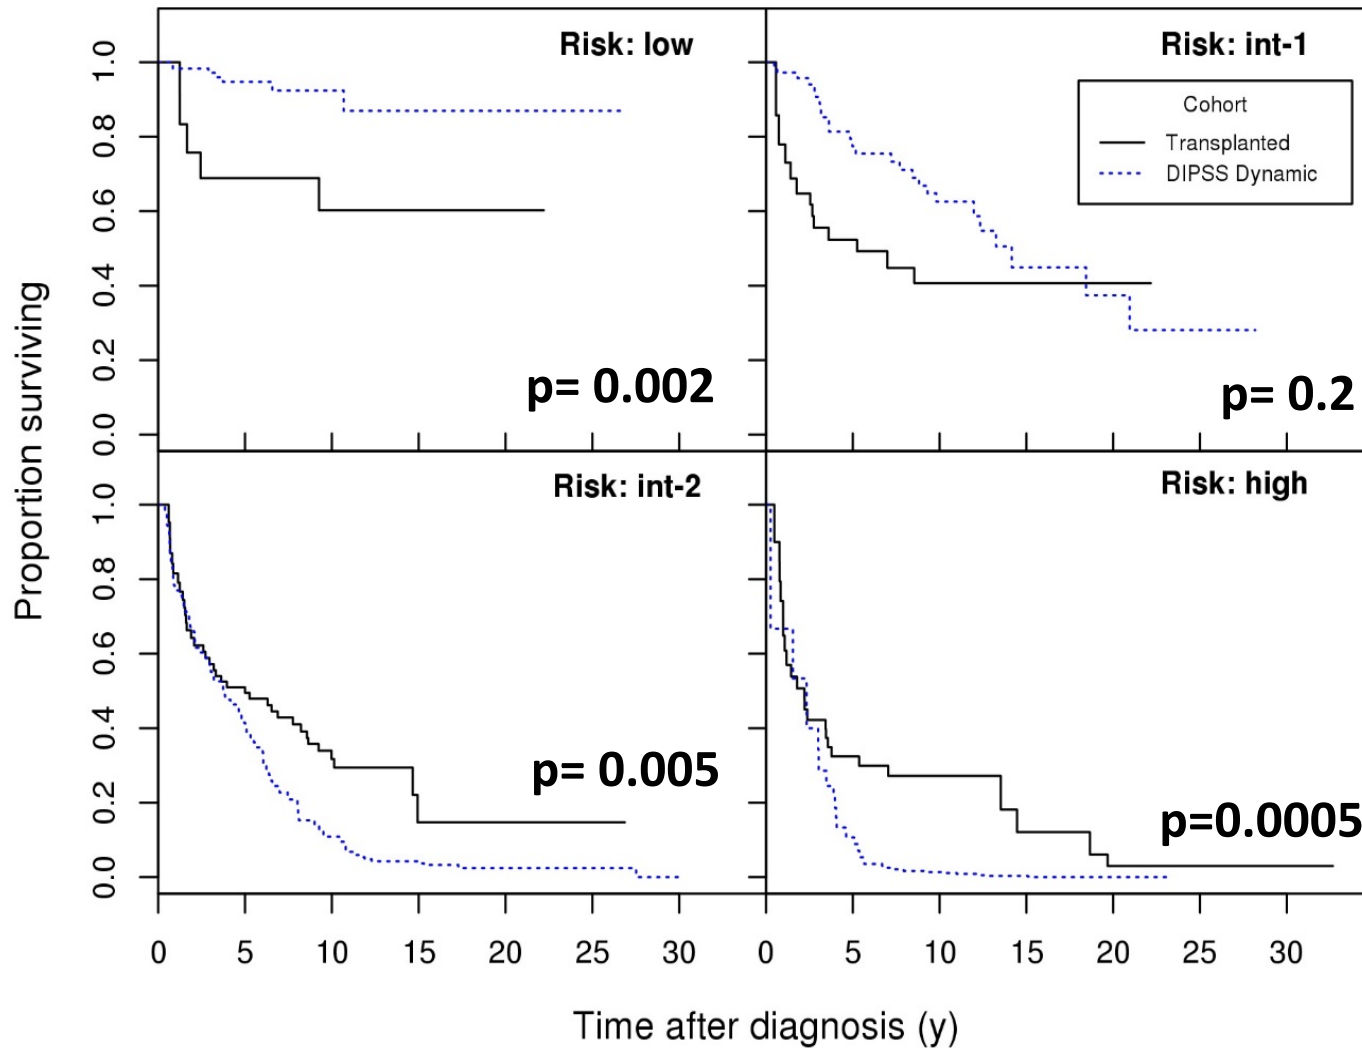 Risk: low
1.0
0.8
0.6
0.4
0.2
0.0
p= 0.002
Risk: int-1
Cohort
Transplanted
DIPSS Dynamic
p= 0.2
Proportion surviving
Risk: int-2
1.0
0.8
0.6
0.4
0.2
0.0
p= 0.005
Risk: high
p=0.0005
0 5 10 15 20 25 30
0 5 10 15 20 25 30
Time after diagnosis (y)